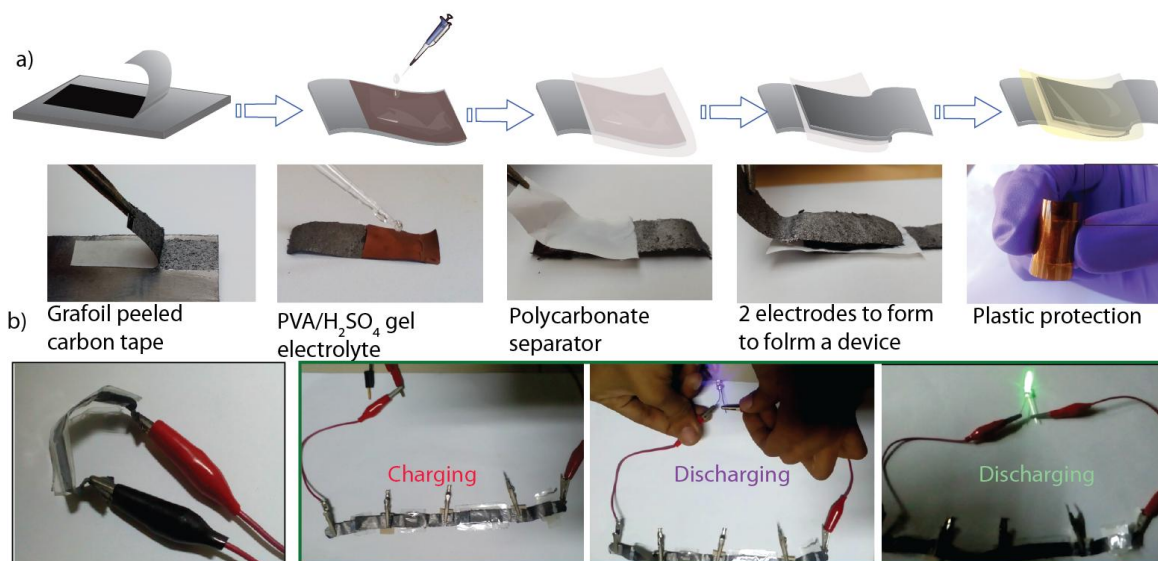 a)
Grafoil peeled
carbon tape
PVA/H₂SO₄ gel
electrolyte
Polycarbonate
separator
2 electrodes to form
to folrm a device
Plastic protection
b)
Charging
Discharging
Discharging